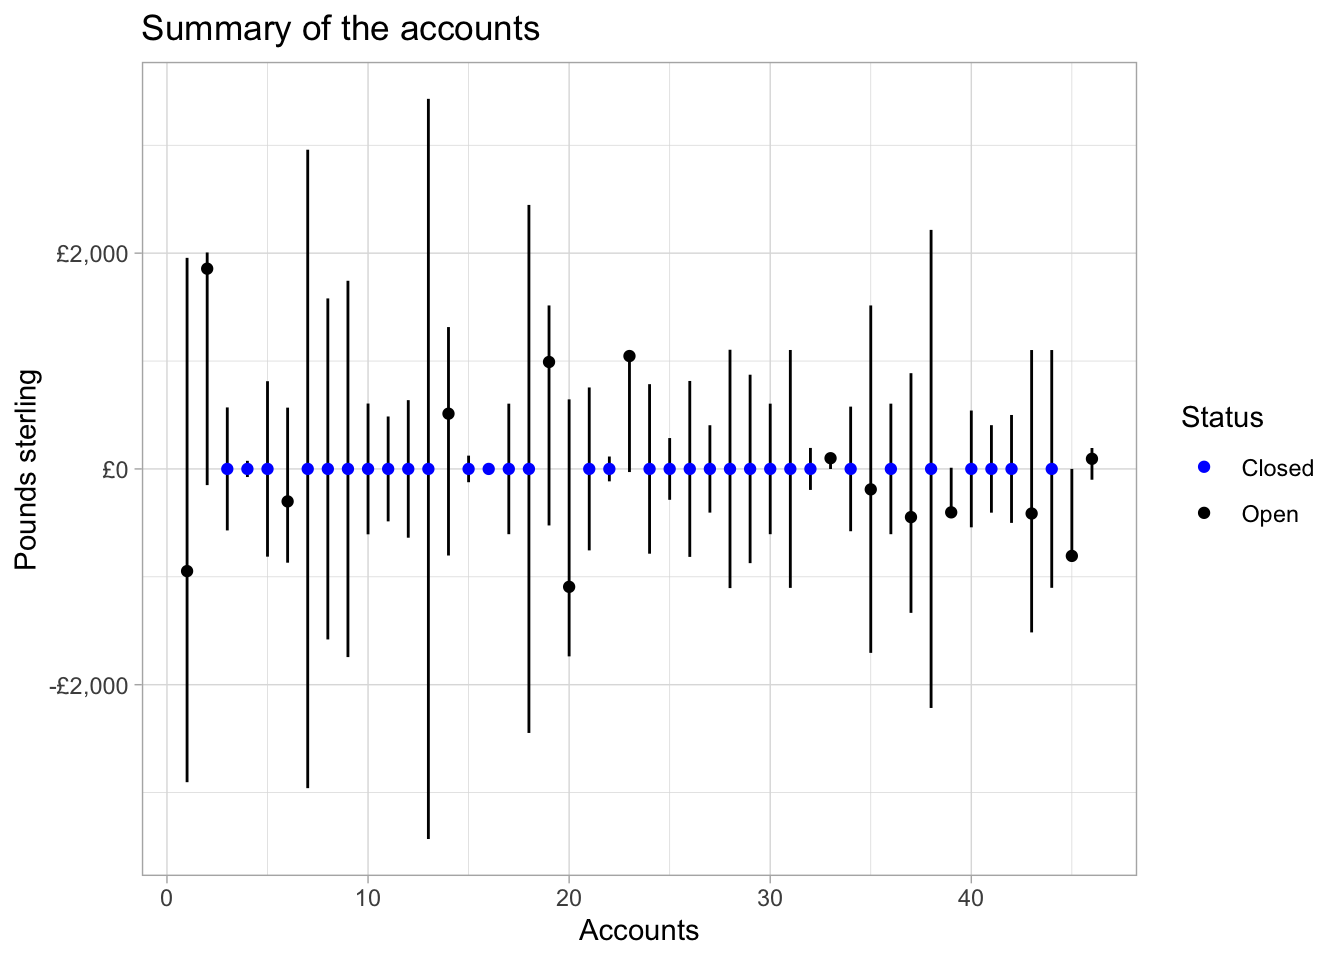 Summary of the accounts
Pounds sterling
£2,000
£0
-£2,000
0
10
20
30
40
Accounts
Status
Closed
Open